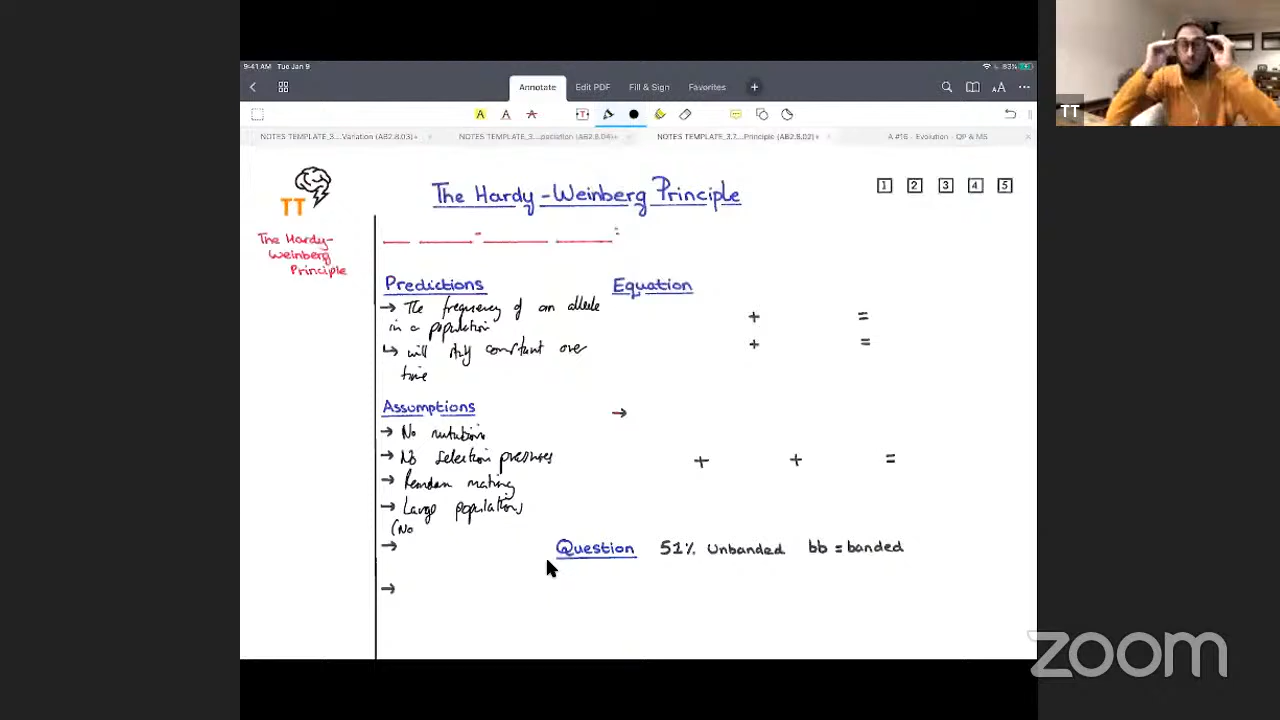 9:41 AM Tue Jan 9
83%
Annotate
Edit PDF
Fill & Sign
Favorites
NOTES TEMPLATE_3....Variation (AB2.8.03)
NOTES TEMPLATE_3....peciation (AB2.8.04)
NOTES TEMPLATE_3.7....Principle (AB2.8.02)
A #16 - Evolution - QP & MS
TT
The Hardy-Weinberg Principle
1 2 3 4 5
The Hardy-
Weinberg
Principle
Predictions
→ The frequency of an allele
in a population
↳ will stay constant over
time
Equation
+ =
+ =
→
+ + =
Assumptions
→ No mutations
→ No selection pressures
→ Random mating
→ Large population
(No
→
→
Question 51% Unbanded bb = banded
TT
zoom